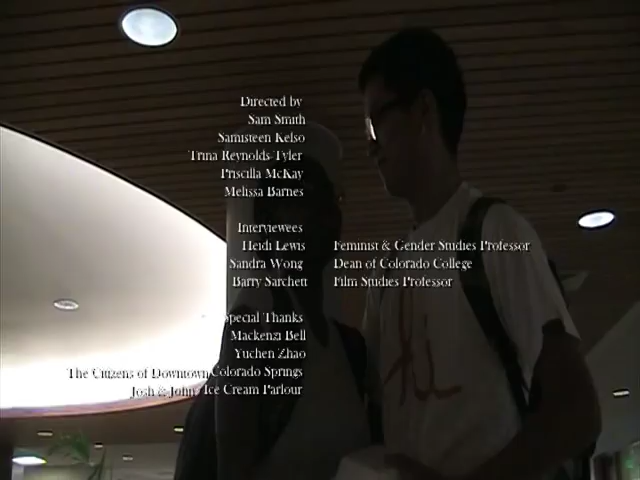 Directed by
Sam Smith
Samisteen Kelso
Trina Reynolds-Tyler
Priscilla McKay
Melissa Barnes
Interviewees
Heidi Lewis Feminist & Gender Studies Professor
Sandra Wong Dean of Colorado College
Barry Sarchett Film Studies Professor
Special Thanks
Mackenzi Bell
Yuchen Zhao
The Citizens of Downtown Colorado Springs
Josh & Johns Ice Cream Parlour